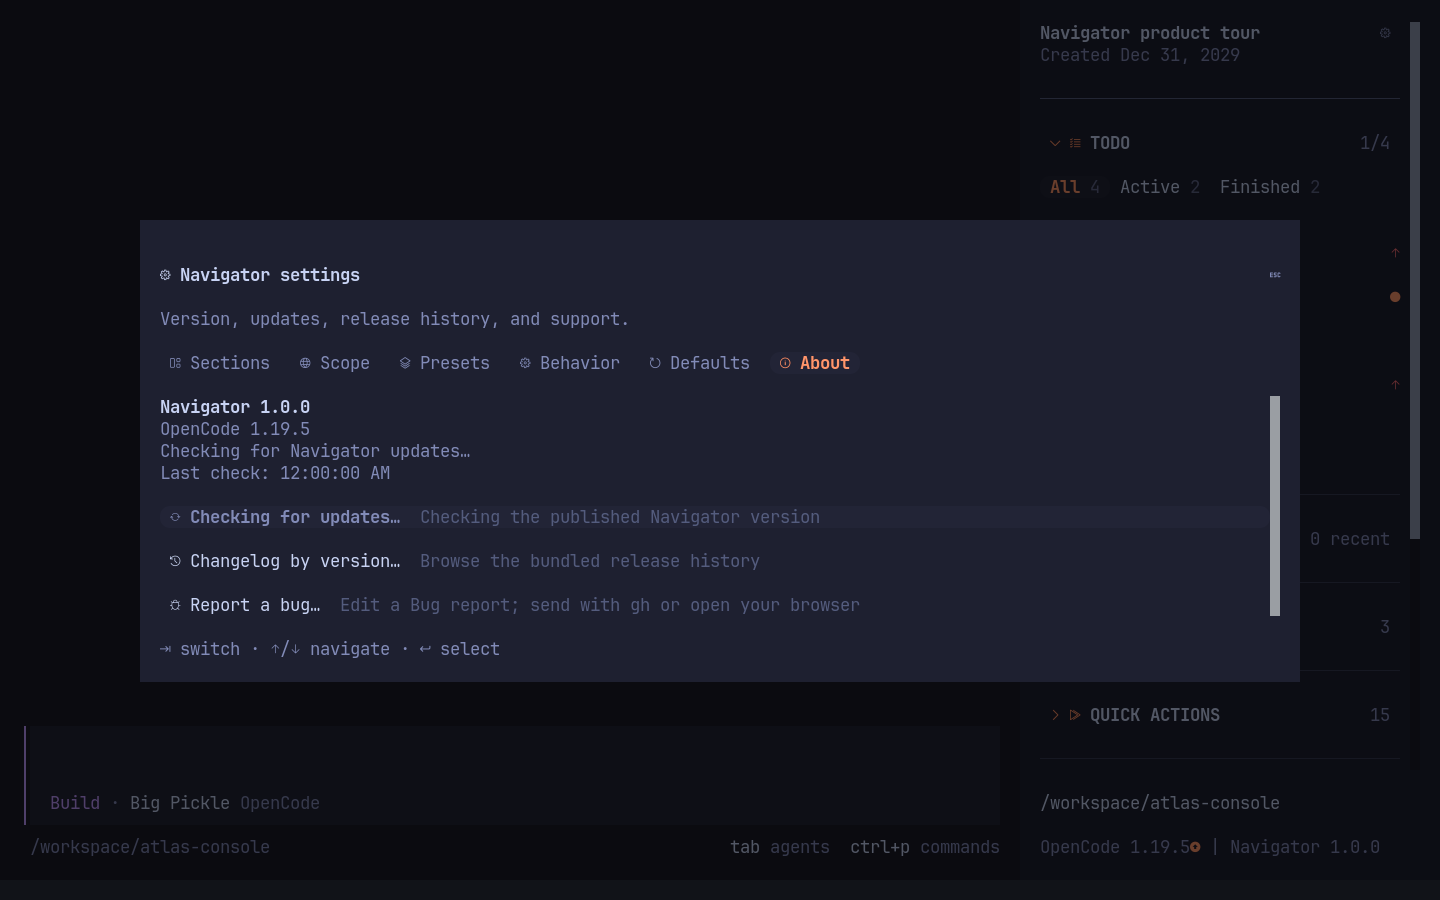 Navigator product tour
Created Dec 31, 2029
TODO 1/4
All 4 Active 2 Finished 2
Navigator settings
ESC
Version, updates, release history, and support.
Sections Scope Presets Behavior Defaults About
Navigator 1.0.0
OpenCode 1.19.5
Checking for Navigator updates…
Last check: 12:00:00 AM
Checking for updates… Checking the published Navigator version
Changelog by version… Browse the bundled release history
Report a bug… Edit a Bug report; send with gh or open your browser
⇥ switch · ↑/↓ navigate · ↩ select
0 recent
3
QUICK ACTIONS 15
Build · Big Pickle OpenCode
/workspace/atlas-console
tab agents ctrl+p commands
/workspace/atlas-console
OpenCode 1.19.5 | Navigator 1.0.0